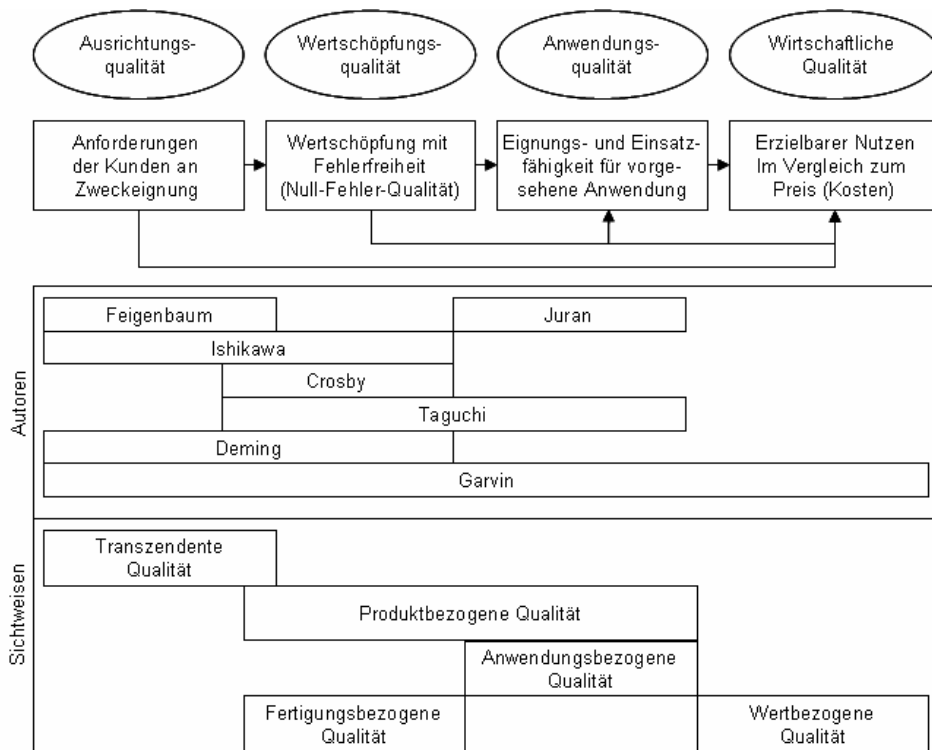 Ausrichtungs-
qualität
Wertschöpfungs-
qualität
Anwendungs-
qualität
Wirtschaftliche
Qualität
Anforderungen
der Kunden an
Zweckeignung
Wertschöpfung mit
Fehlerfreiheit
(Null-Fehler-Qualität)
Eignungs- und Einsatz-
fähigkeit für vorge-
sehene Anwendung
Erzielbarer Nutzen
Im Vergleich zum
Preis (Kosten)
Autoren
Feigenbaum
Juran
Ishikawa
Crosby
Taguchi
Deming
Garvin
Sichtweisen
Transzendente
Qualität
Produktbezogene Qualität
Anwendungsbezogene
Qualität
Fertigungsbezogene
Qualität
Wertbezogene
Qualität